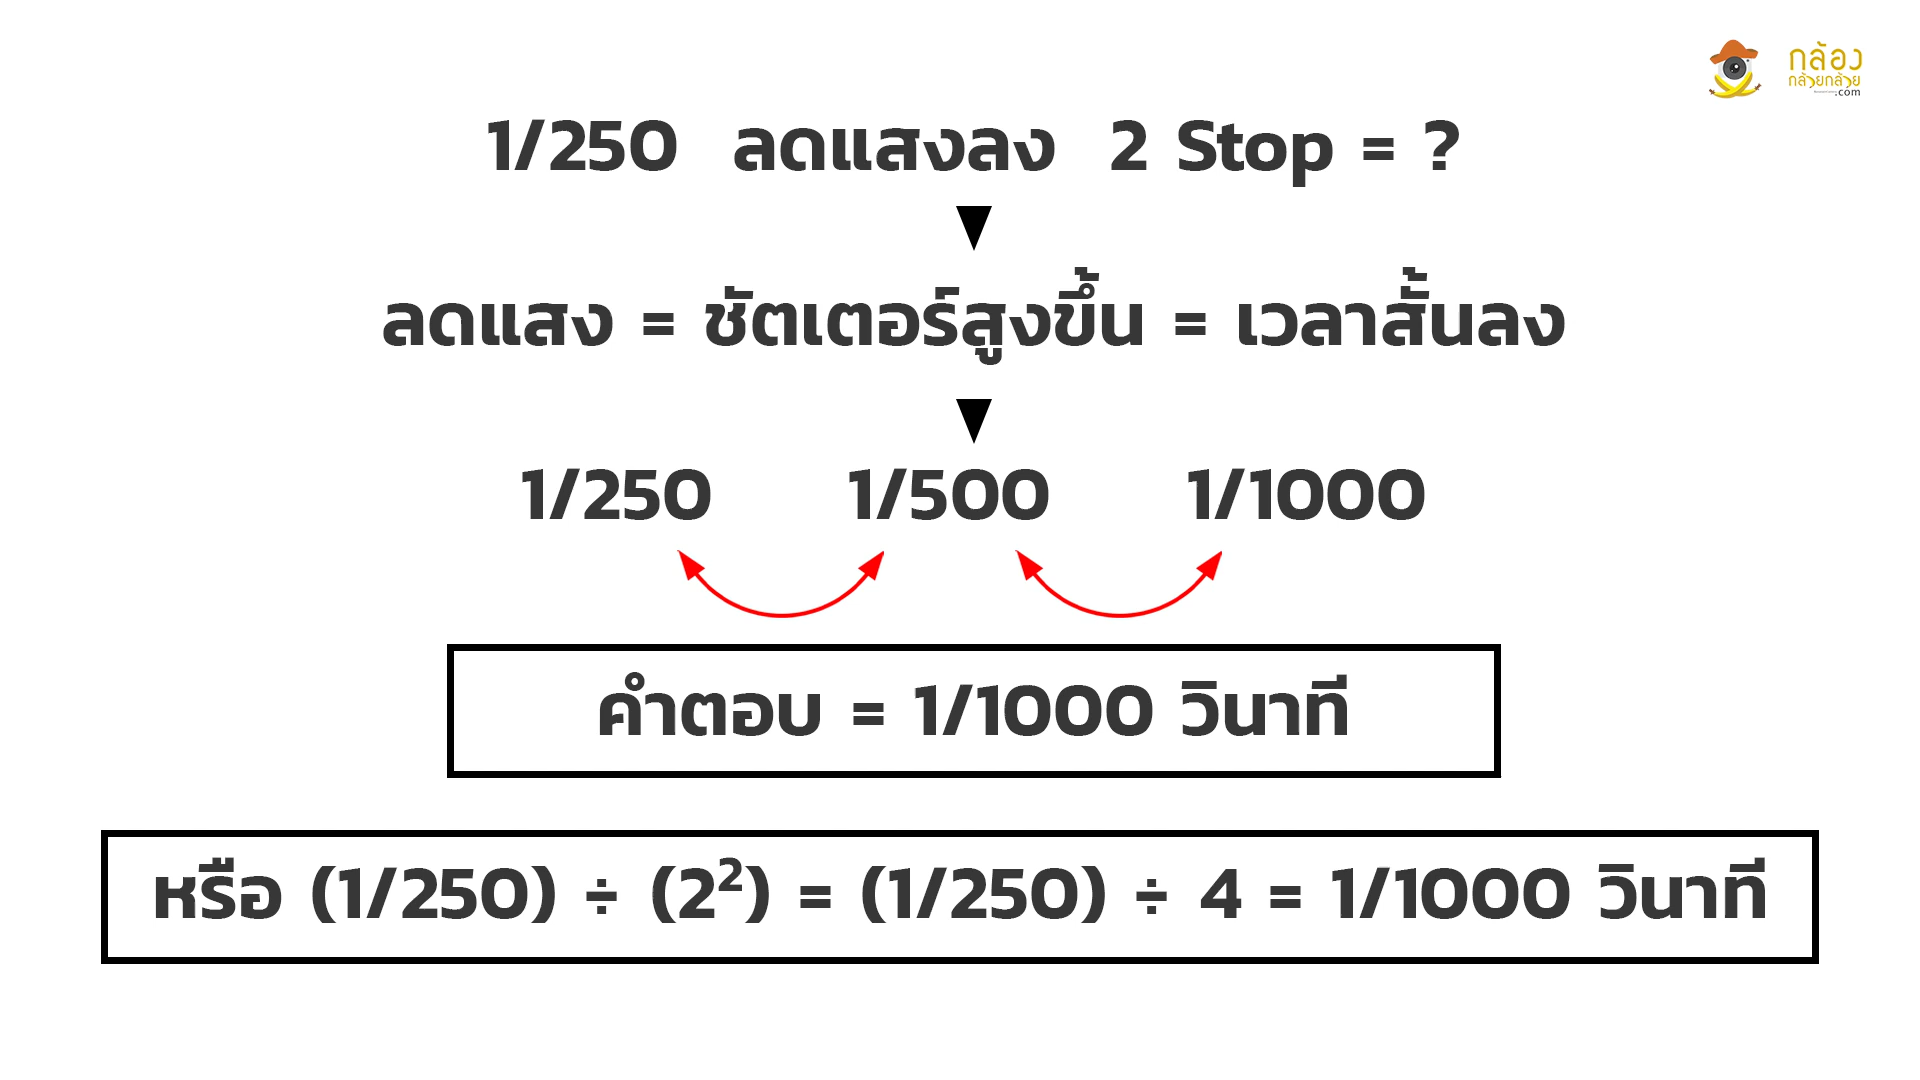 กล้อง
กล้วยกล้วย
.com
1/250 ลดแสงลง 2 Stop = ?
ลดแสง = ชัตเตอร์สูงขึ้น = เวลาสั้นลง
1/250 1/500 1/1000
คำตอบ = 1/1000 วินาที
หรือ (1/250) ÷ (2²) = (1/250) ÷ 4 = 1/1000 วินาที